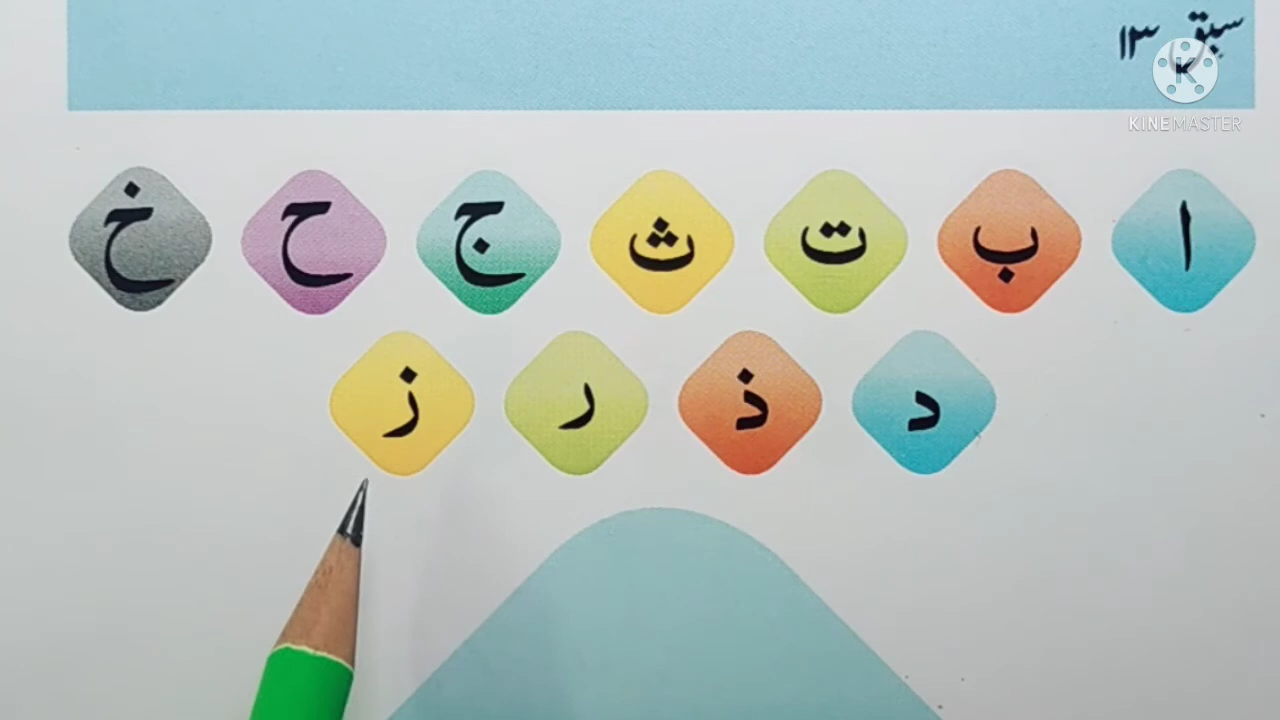 سبق ۱۳
KINEMASTER
ا ب ت ث ج ح خ
د ذ ر ز